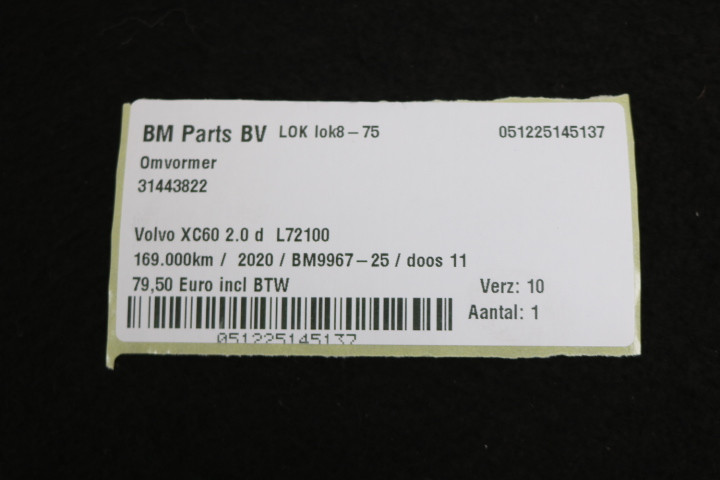 BM Parts BV LOK lok8-75 051225145137
Omvormer
31443822
Volvo XC60 2.0 d L72100
169.000km / 2020 / BM9967-25 / doos 11
79,50 Euro incl BTW Verz: 10
Aantal: 1
051225145137